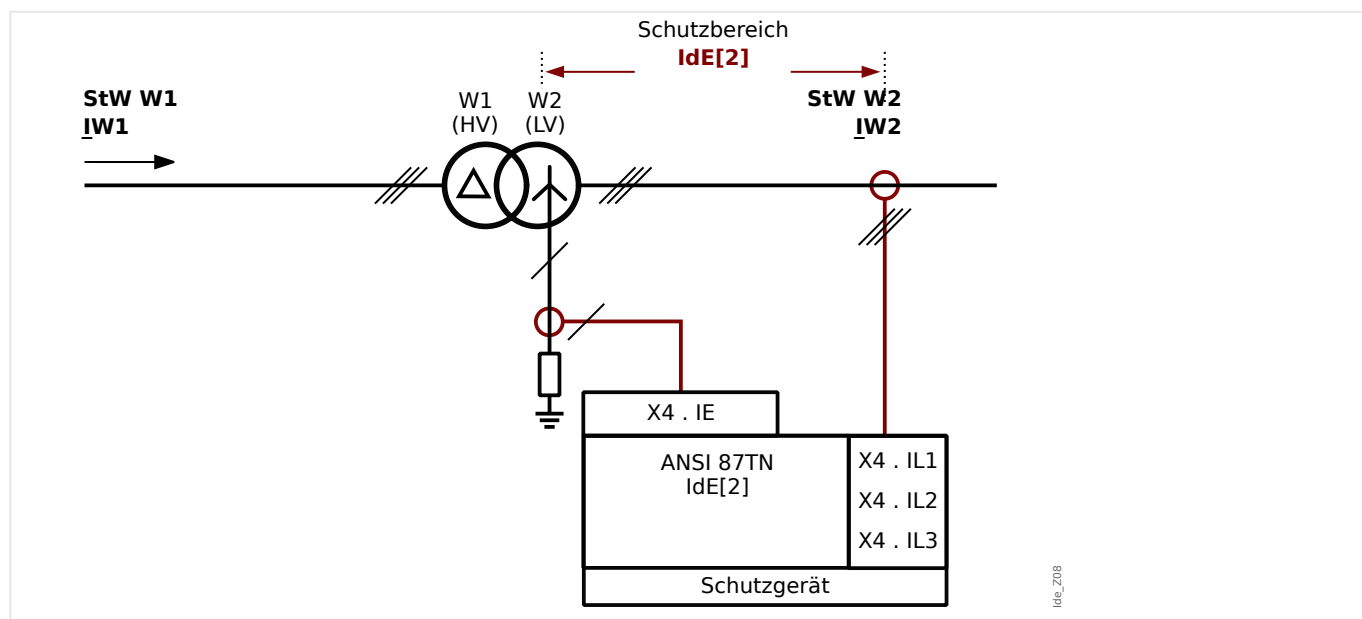 Schutzbereich
IdE[2]
StW W1
IW1
W1
(HV)
W2
(LV)
StW W2
IW2
X4 . IE
ANSI 87TN
IdE[2]
X4 . IL1
X4 . IL2
X4 . IL3
Schutzgerät
Ide_Z08